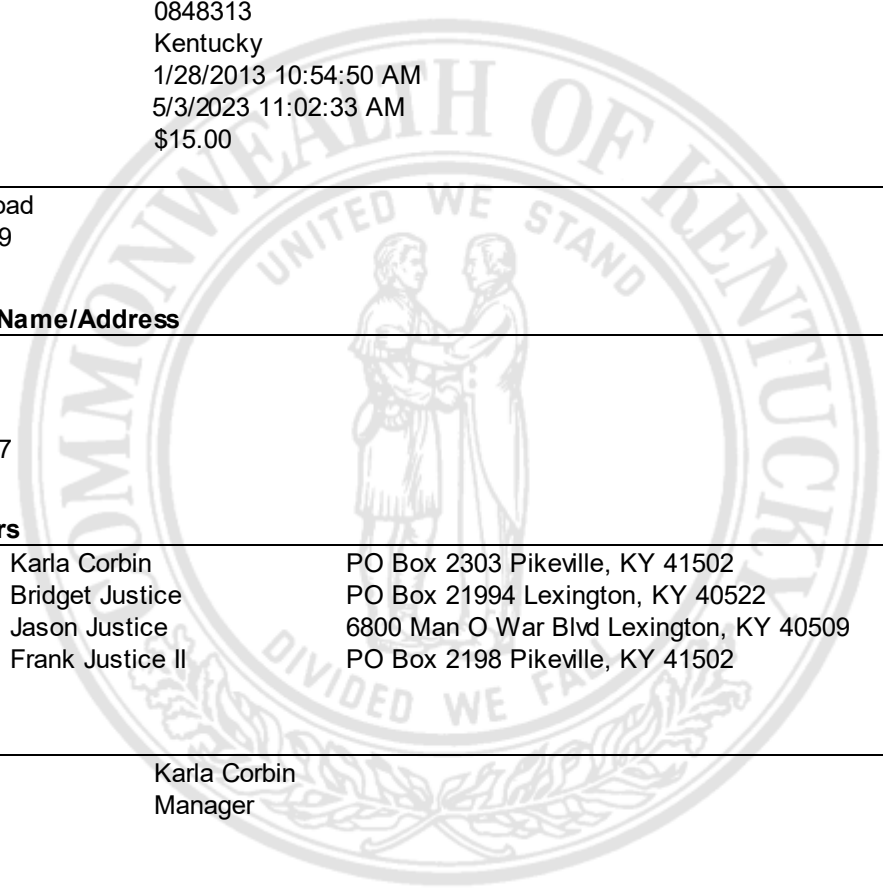 0848313
Kentucky
1/28/2013 10:54:50 AM
5/3/2023 11:02:33 AM
$15.00
oad
9
Name/Address
7
rs
Karla Corbin PO Box 2303 Pikeville, KY 41502
Bridget Justice PO Box 21994 Lexington, KY 40522
Jason Justice 6800 Man O War Blvd Lexington, KY 40509
Frank Justice II PO Box 2198 Pikeville, KY 41502
Karla Corbin
Manager
COMMONWEALTH OF KENTUCKY
UNITED WE STAND
DIVIDED WE FALL